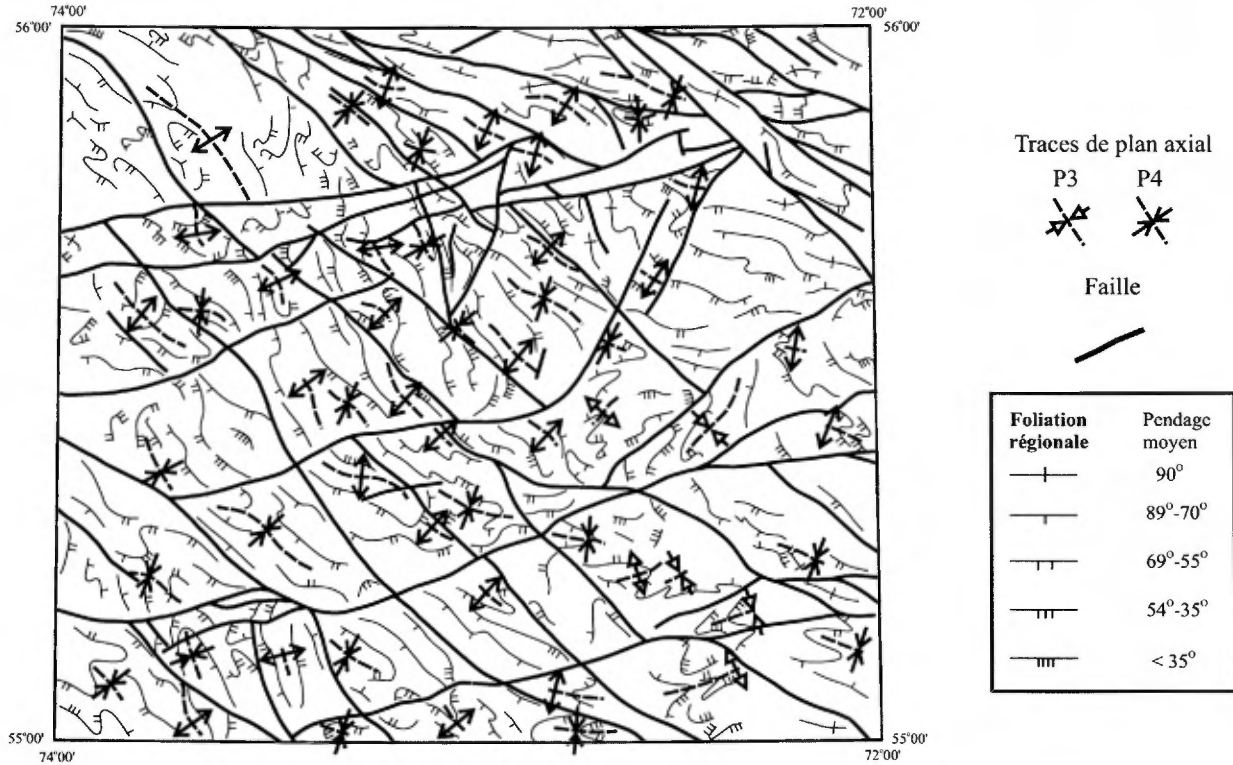 74°00'
72°00'
56°00'
56°00'
Traces de plan axial
P3 P4
Faille
Foliation régionale
Pendage moyen
90°
89°-70°
69°-55°
54°-35°
< 35°
55°00'
55°00'
74°00'
72°00'